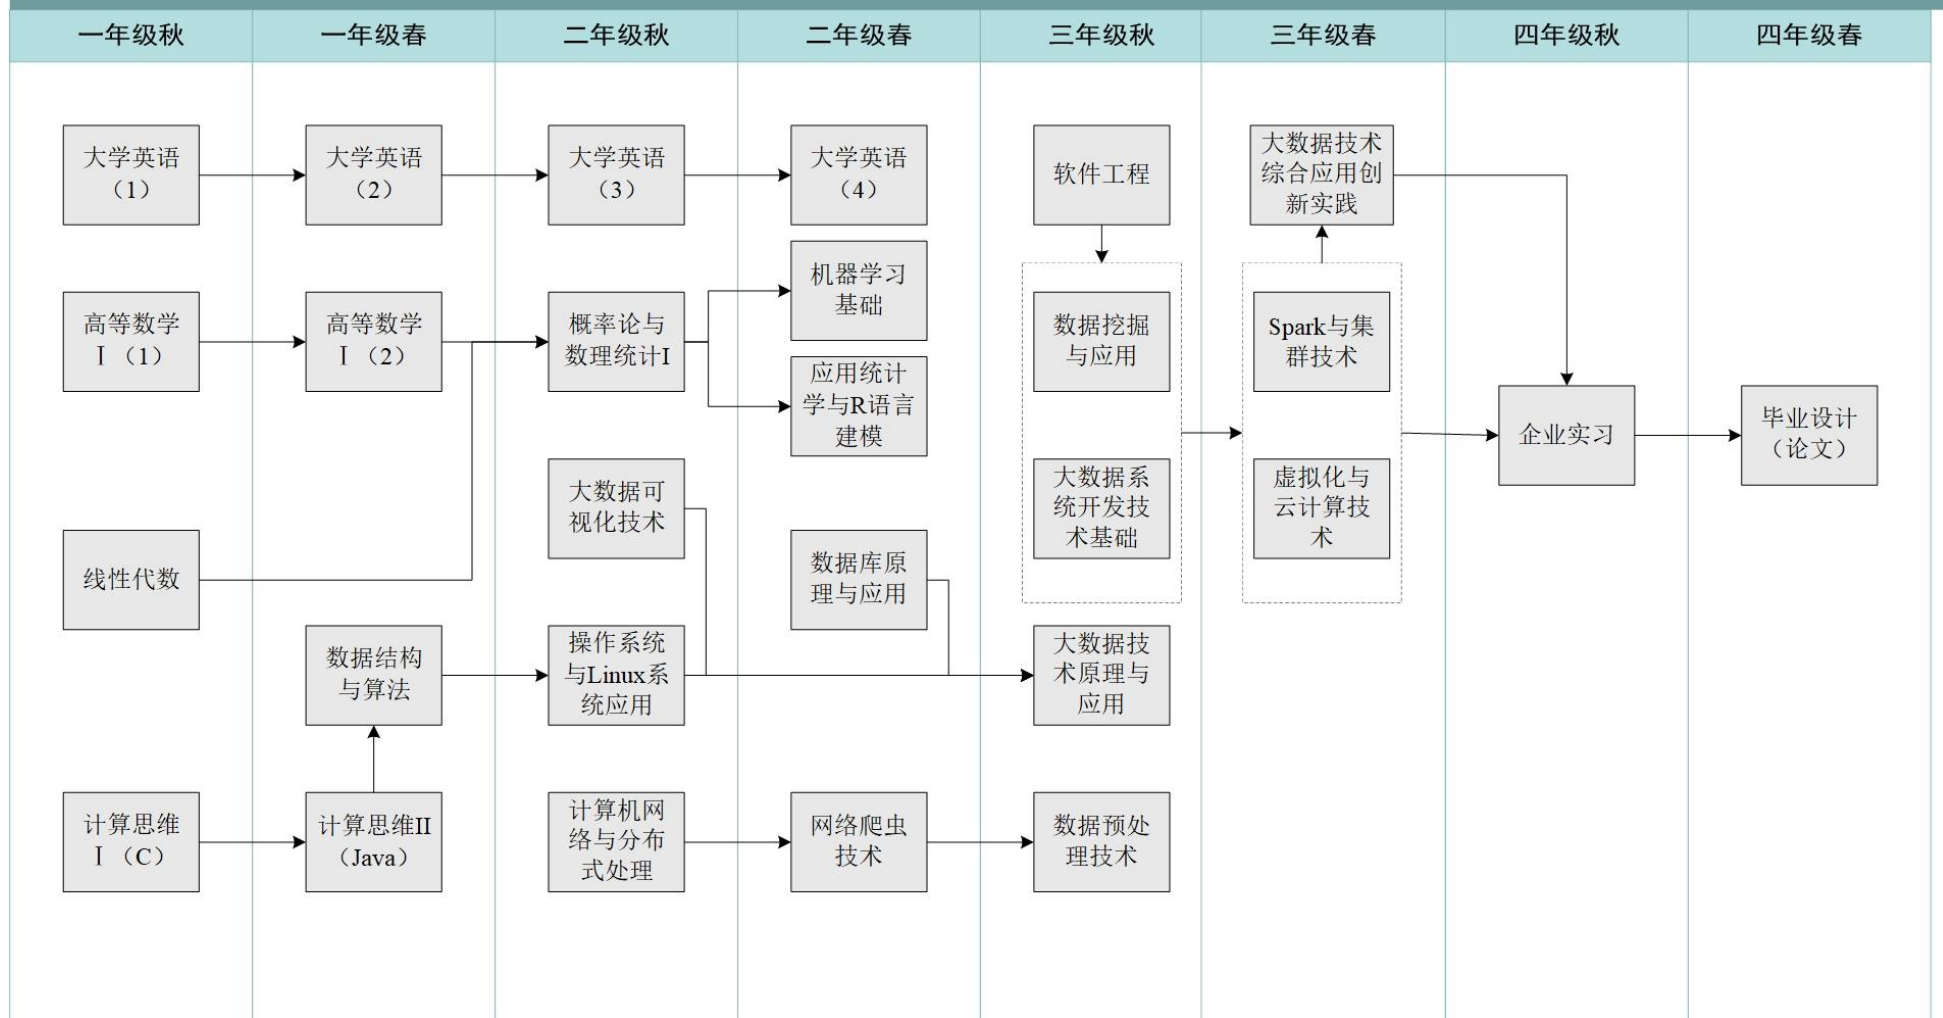 一年级秋
一年级春
二年级秋
二年级春
三年级秋
三年级春
四年级秋
四年级春
大学英语
（1）
大学英语
（2）
大学英语
（3）
大学英语
（4）
软件工程
大数据技术
综合应用创
新实践
机器学习
基础
高等数学
Ⅰ（1）
高等数学
Ⅰ（2）
概率论与
数理统计I
数据挖掘
与应用
Spark与集
群技术
应用统计
学与R语言
建模
企业实习
毕业设计
（论文）
大数据可
视化技术
大数据系
统开发技
术基础
虚拟化与
云计算技
术
线性代数
数据库原
理与应用
数据结构
与算法
操作系统
与Linux系
统应用
大数据技
术原理与
应用
计算思维
Ⅰ（C）
计算思维II
（Java）
计算机网
络与分布
式处理
网络爬虫
技术
数据预处
理技术